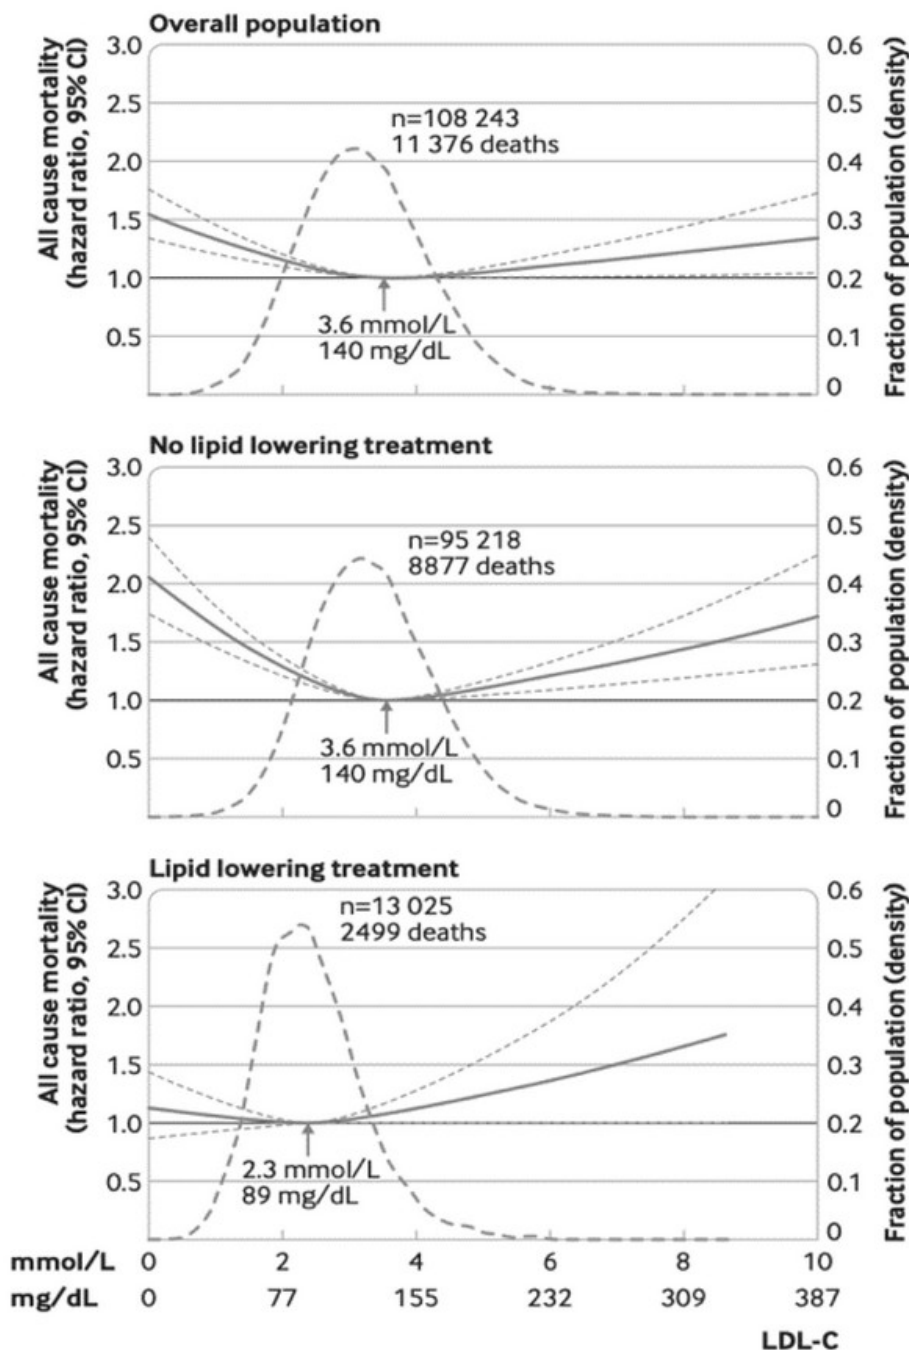 Overall population
All cause mortality
(hazard ratio, 95% CI)
3.0
2.5
2.0
1.5
1.0
0.5
n=108 243
11 376 deaths
3.6 mmol/L
140 mg/dL
0.6
0.5
0.4
0.3
0.2
0.1
0
Fraction of population (density)
No lipid lowering treatment
All cause mortality
(hazard ratio, 95% CI)
3.0
2.5
2.0
1.5
1.0
0.5
n=95 218
8877 deaths
3.6 mmol/L
140 mg/dL
0.6
0.5
0.4
0.3
0.2
0.1
0
Fraction of population (density)
Lipid lowering treatment
All cause mortality
(hazard ratio, 95% CI)
3.0
2.5
2.0
1.5
1.0
0.5
n=13 025
2499 deaths
2.3 mmol/L
89 mg/dL
0.6
0.5
0.4
0.3
0.2
0.1
0
Fraction of population (density)
mmol/L 0 2 4 6 8 10
mg/dL 0 77 155 232 309 387
LDL-C